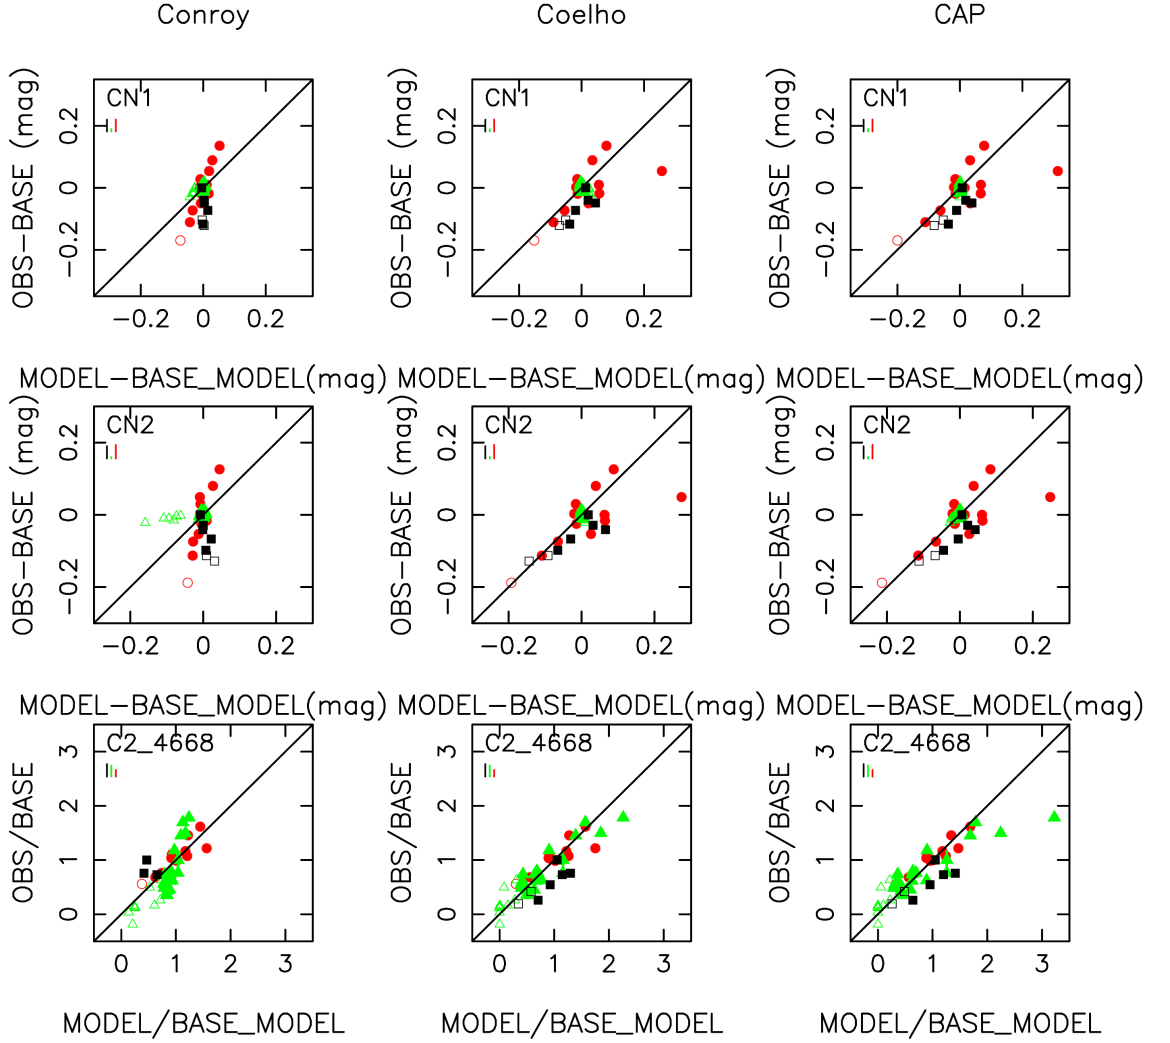 Conroy Coelho CAP
CN1 CN1 CN1
OBS−BASE (mag) OBS−BASE (mag) OBS−BASE (mag)
0.2 0.2 0.2
0 0 0
−0.2 −0.2 −0.2
−0.2 0 0.2 −0.2 0 0.2 −0.2 0 0.2
MODEL−BASE_MODEL(mag) MODEL−BASE_MODEL(mag) MODEL−BASE_MODEL(mag)
CN2 CN2 CN2
OBS−BASE (mag) OBS−BASE (mag) OBS−BASE (mag)
0.2 0.2 0.2
0 0 0
−0.2 −0.2 −0.2
−0.2 0 0.2 −0.2 0 0.2 −0.2 0 0.2
MODEL−BASE_MODEL(mag) MODEL−BASE_MODEL(mag) MODEL−BASE_MODEL(mag)
C2_4668 C2_4668 C2_4668
OBS/BASE OBS/BASE OBS/BASE
3 3 3
2 2 2
1 1 1
0 0 0
0 1 2 3 0 1 2 3 0 1 2 3
MODEL/BASE_MODEL MODEL/BASE_MODEL MODEL/BASE_MODEL